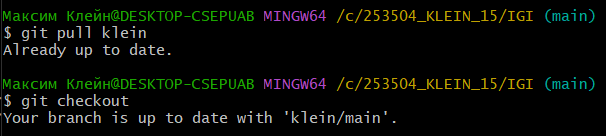 Максим Клейн@DESKTOP-CSEPUAB MINGW64 /c/253504_KLEIN_15/IGI (main)
$ git pull klein
Already up to date.
Максим Клейн@DESKTOP-CSEPUAB MINGW64 /c/253504_KLEIN_15/IGI (main)
$ git checkout
Your branch is up to date with 'klein/main'.